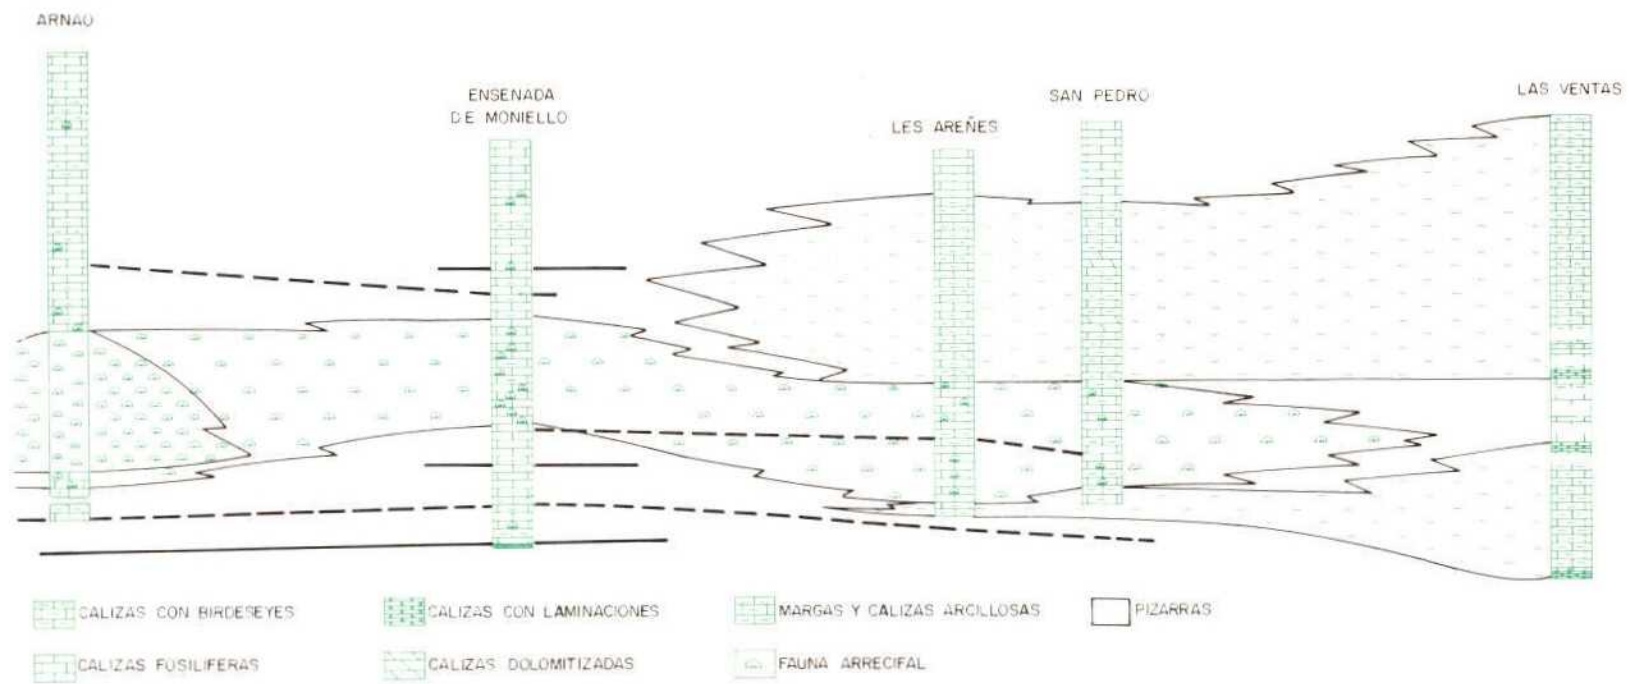 ARNAO
ENSENADA
DE MONIELLO
LES AREÑES
SAN PEDRO
LAS VENTAS
CALIZAS CON BIRDESEYES
CALIZAS CON LAMINACIONES
MARGAS Y CALIZAS ARCILLOSAS
PIZARRAS
CALIZAS FOSILIFERAS
CALIZAS DOLOMITIZADAS
FAUNA ARRECIFAL